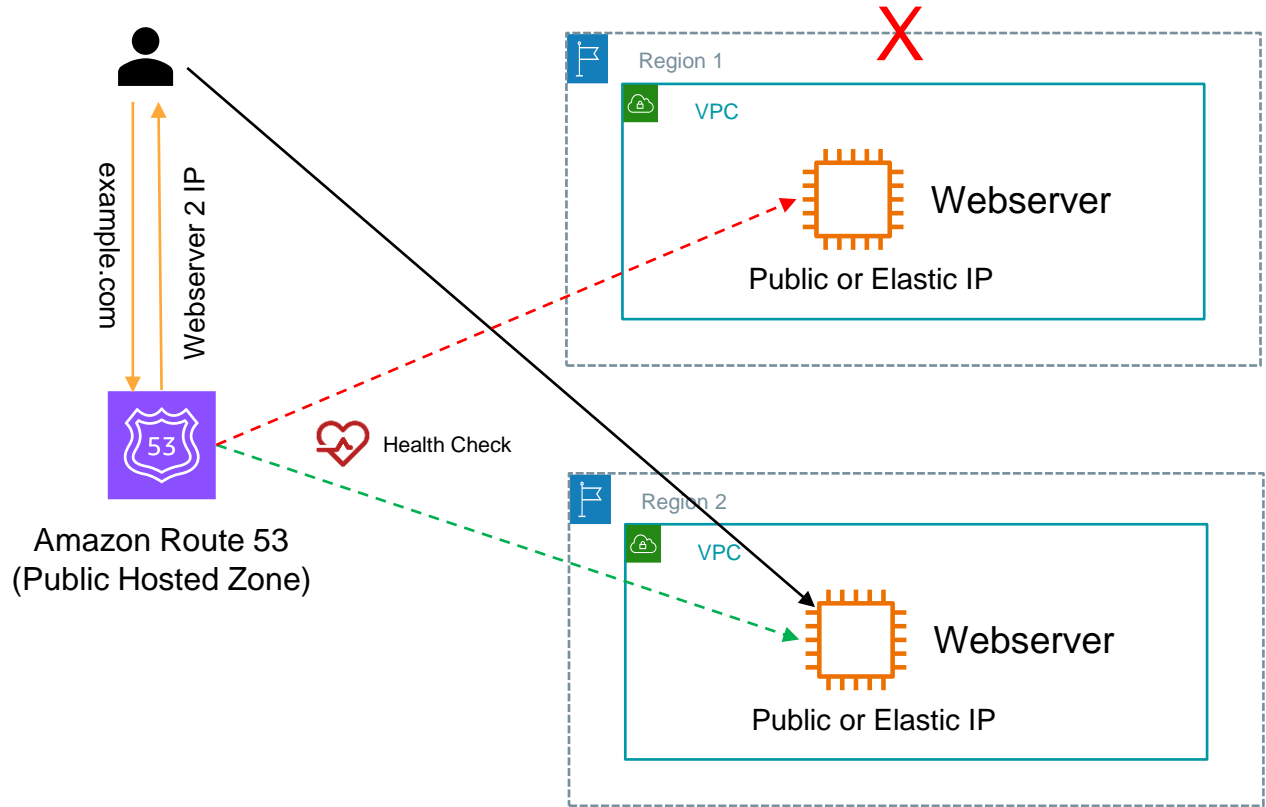 X
Region 1
VPC
Webserver
Public or Elastic IP
example.com
Webserver 2 IP
53
Health Check
Amazon Route 53
(Public Hosted Zone)
Region 2
VPC
Webserver
Public or Elastic IP